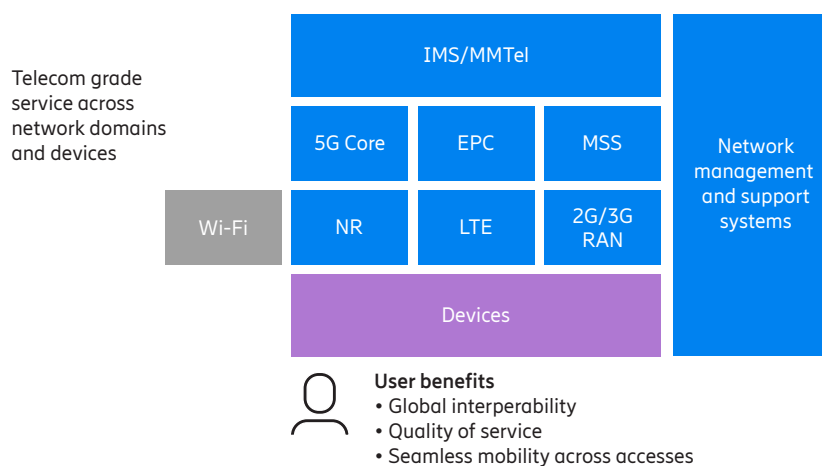 Telecom grade
service across
network domains
and devices
IMS/MMTel
5G Core
EPC
MSS
Network
management
and support
systems
Wi-Fi
NR
LTE
2G/3G
RAN
Devices
User benefits
• Global interperability
• Quality of service
• Seamless mobility across accesses